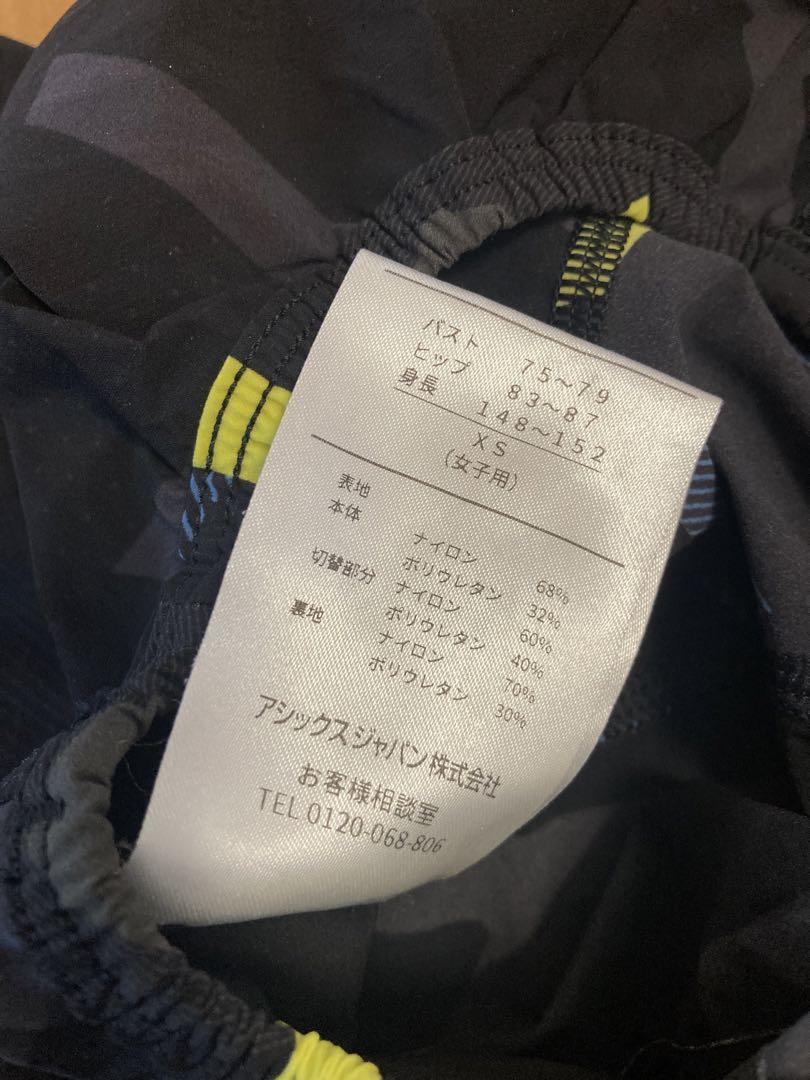 バスト 75～79
ヒップ 83～87
身長 148～152
XS
(女子用)
表地
本体 ナイロン 68%
ポリウレタン 32%
切替部分 ナイロン 60%
ポリウレタン 40%
裏地 ナイロン 70%
ポリウレタン 30%
アシックスジャパン株式会社
お客様相談室
TEL 0120-068-806